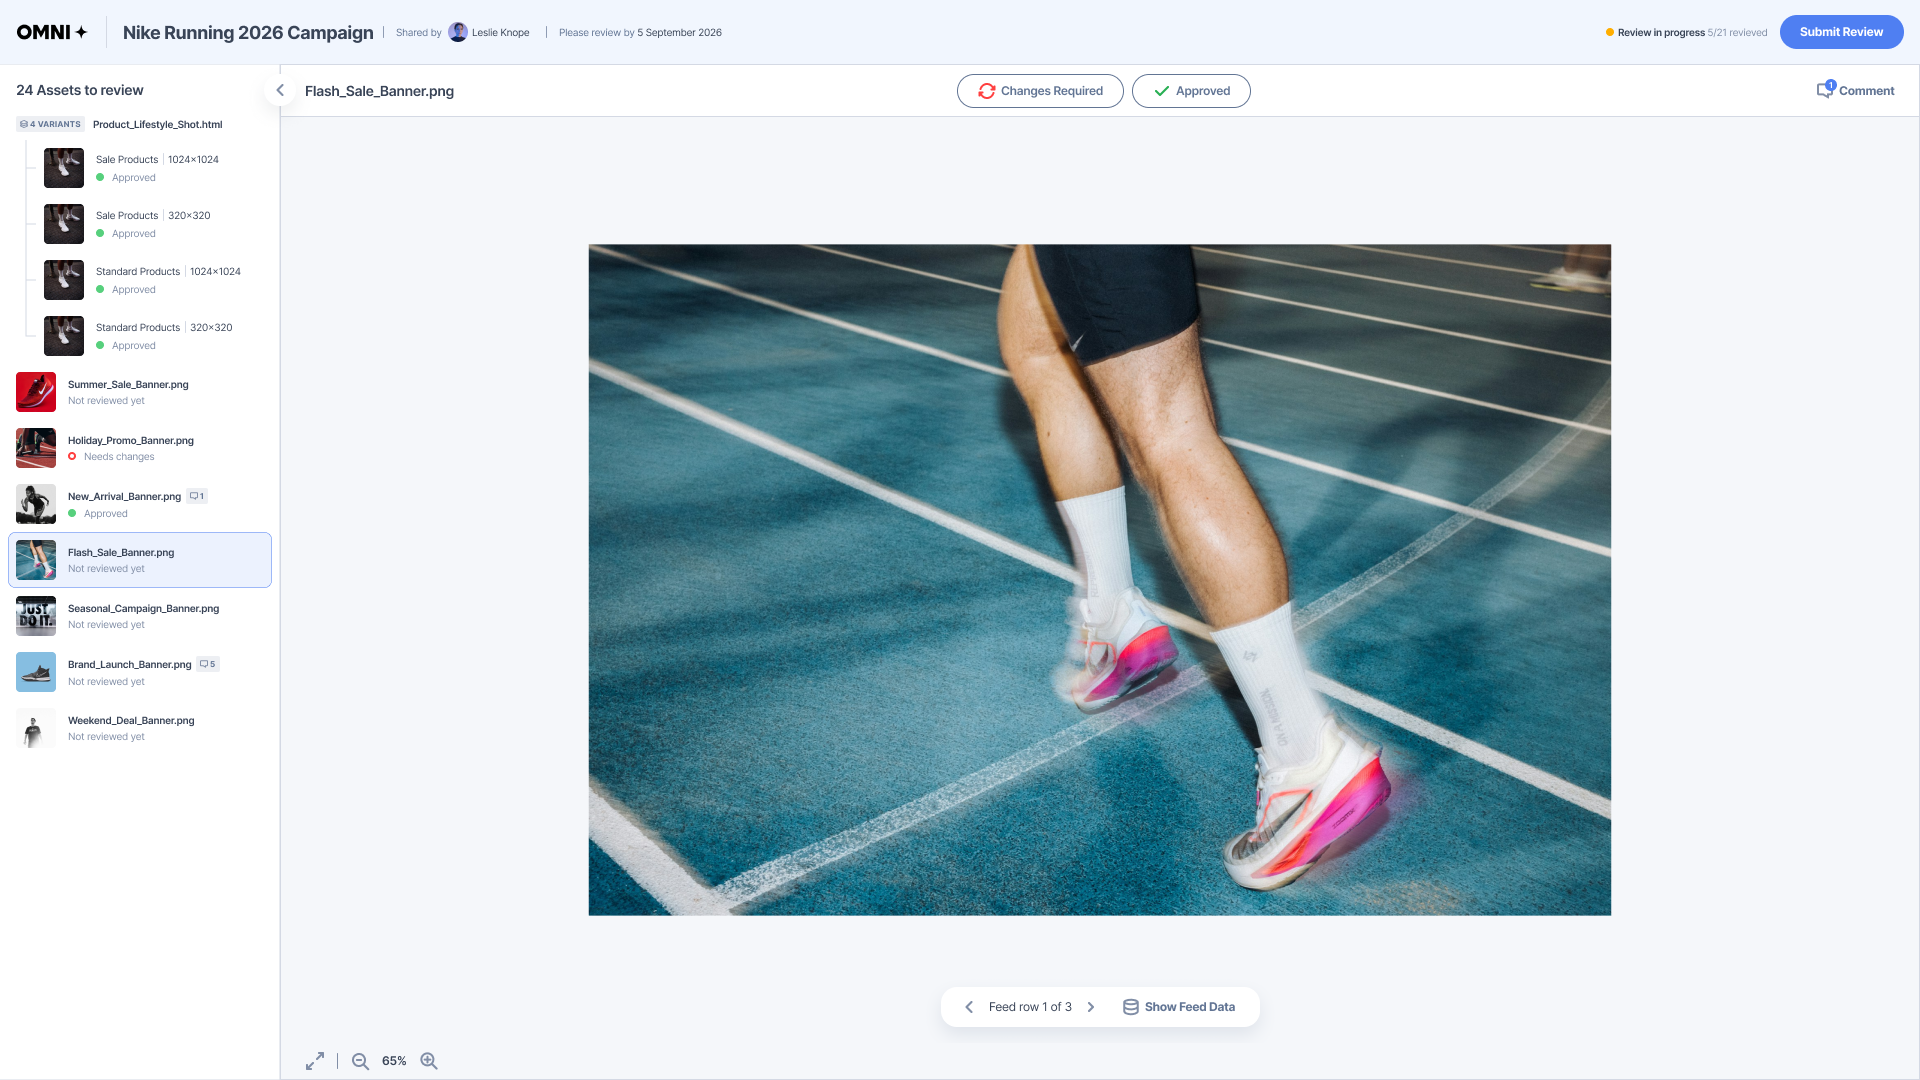 OMNI
Nike Running 2026 Campaign
Shared by Leslie Knope
Please review by 5 September 2026
Review in progress 5/21 revieved
Submit Review
24 Assets to review
4 VARIANTS Product_Lifestyle_Shot.html
Sale Products 1024×1024
Approved
Sale Products 320×320
Approved
Standard Products 1024×1024
Approved
Standard Products 320×320
Approved
Summer_Sale_Banner.png
Not reviewed yet
Holiday_Promo_Banner.png
Needs changes
New_Arrival_Banner.png 1
Approved
Flash_Sale_Banner.png
Not reviewed yet
JUST
DO IT.
Seasonal_Campaign_Banner.png
Not reviewed yet
Brand_Launch_Banner.png 5
Not reviewed yet
Weekend_Deal_Banner.png
Not reviewed yet
Flash_Sale_Banner.png
Changes Required
Approved
1
Comment
Feed row 1 of 3
Show Feed Data
65%